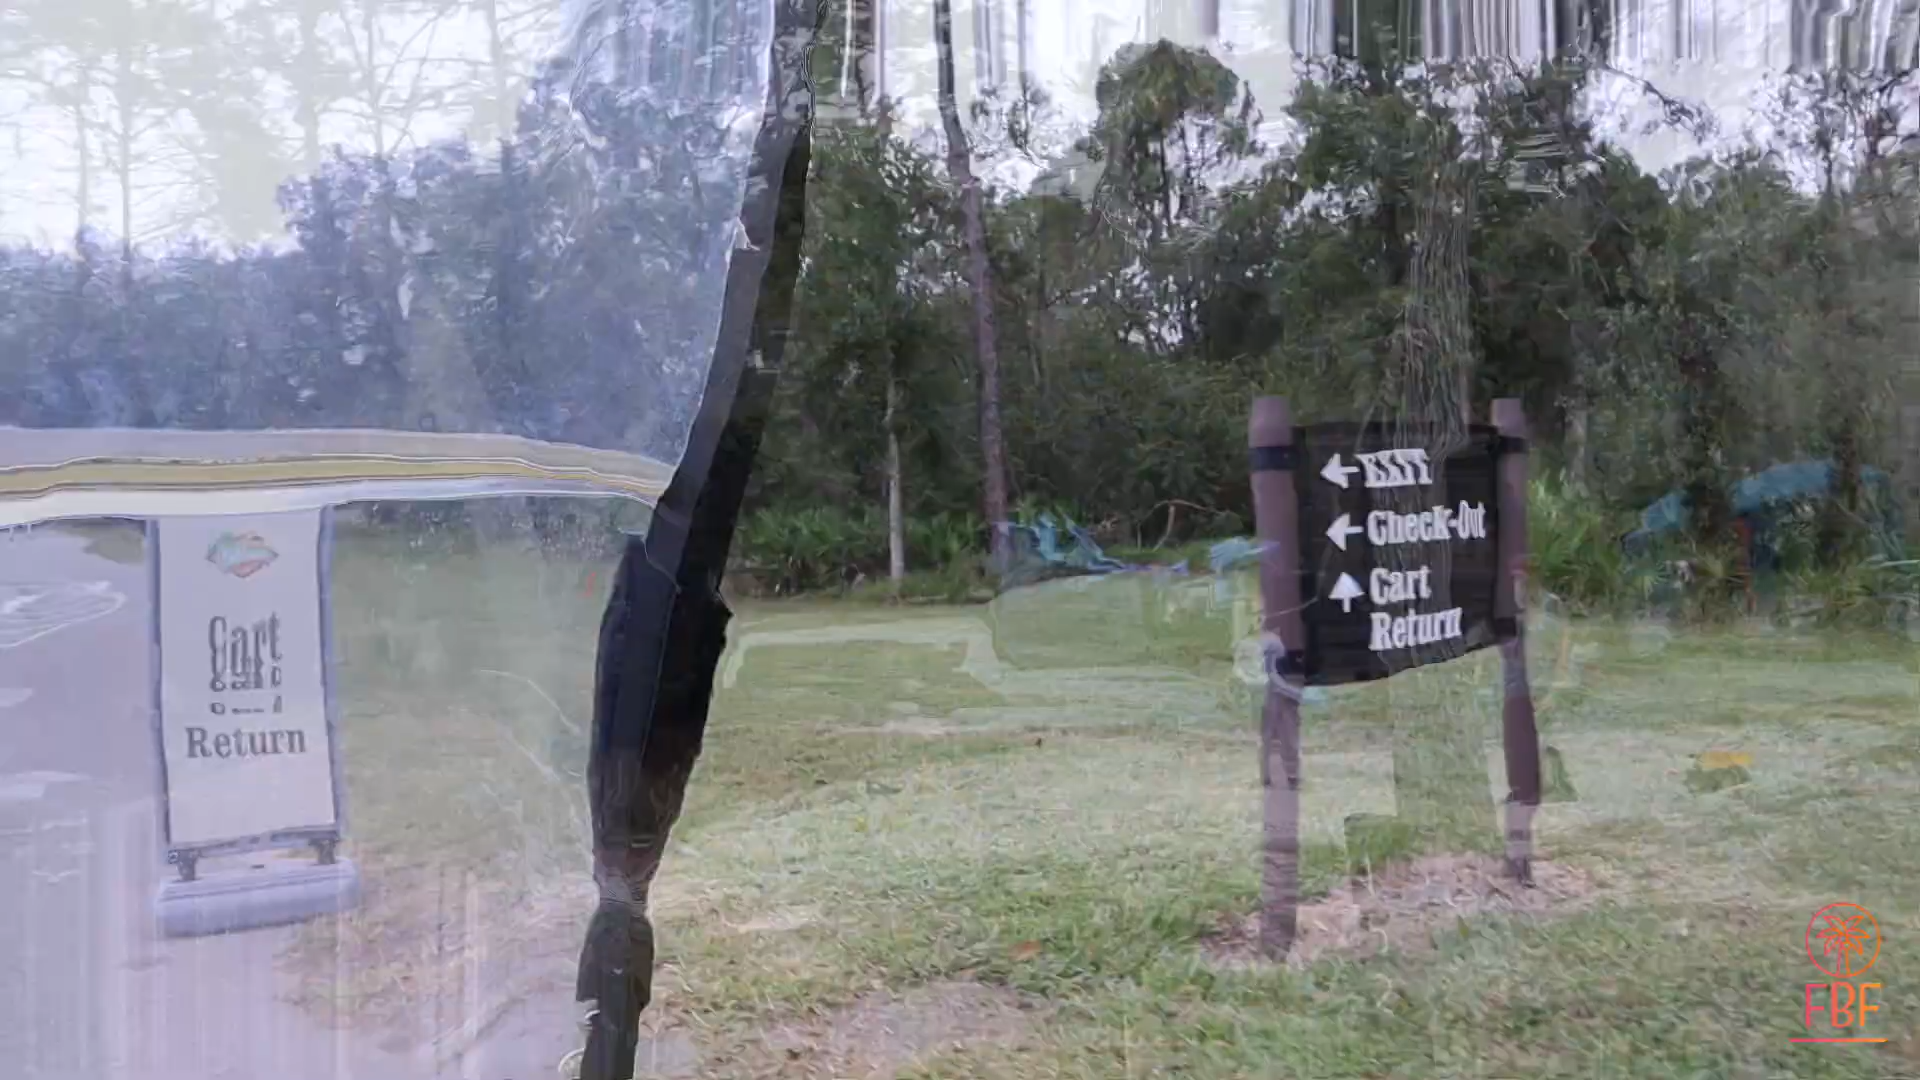 Cart
Return
← EXIT
← Check-Out
↑ Cart
Return
FBF